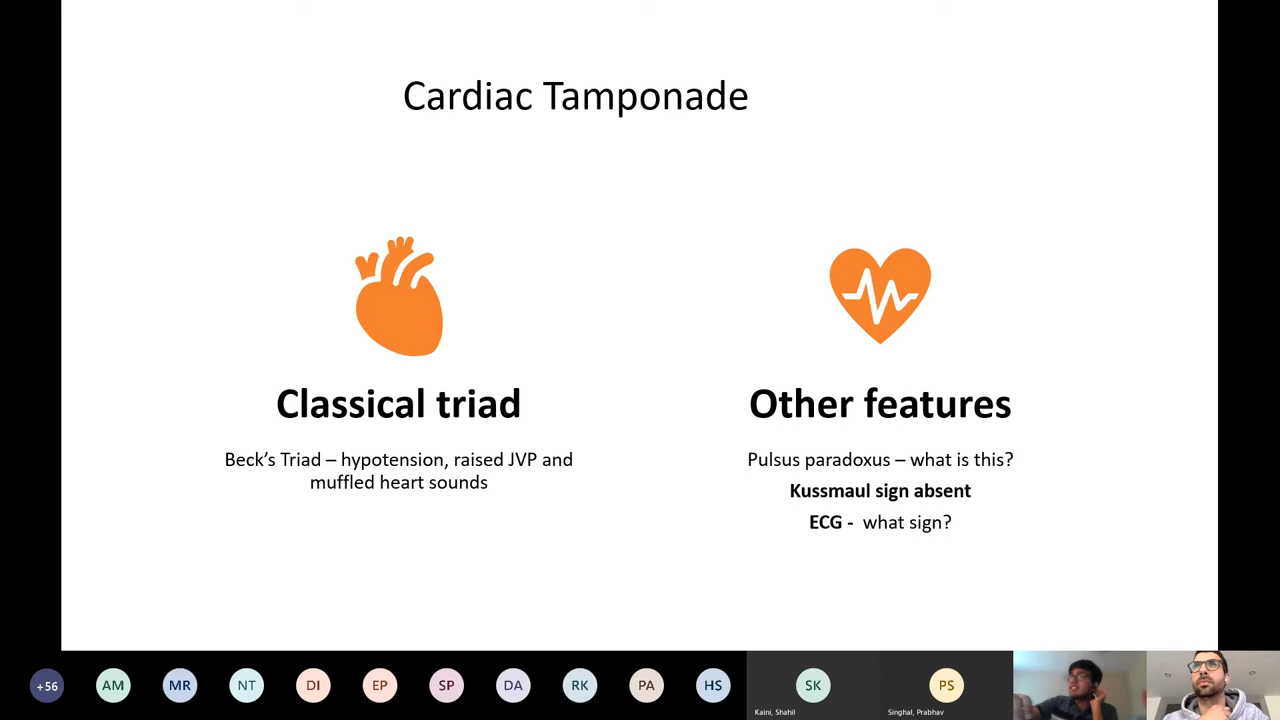 Cardiac Tamponade
Classical triad
Beck’s Triad – hypotension, raised JVP and
muffled heart sounds
Other features
Pulsus paradoxus – what is this?
Kussmaul sign absent
ECG -  what sign?
+56
AM
MR
NT
DI
EP
SP
DA
RK
PA
HS
SK
Kaini, Shahil
PS
Singhal, Prabhav